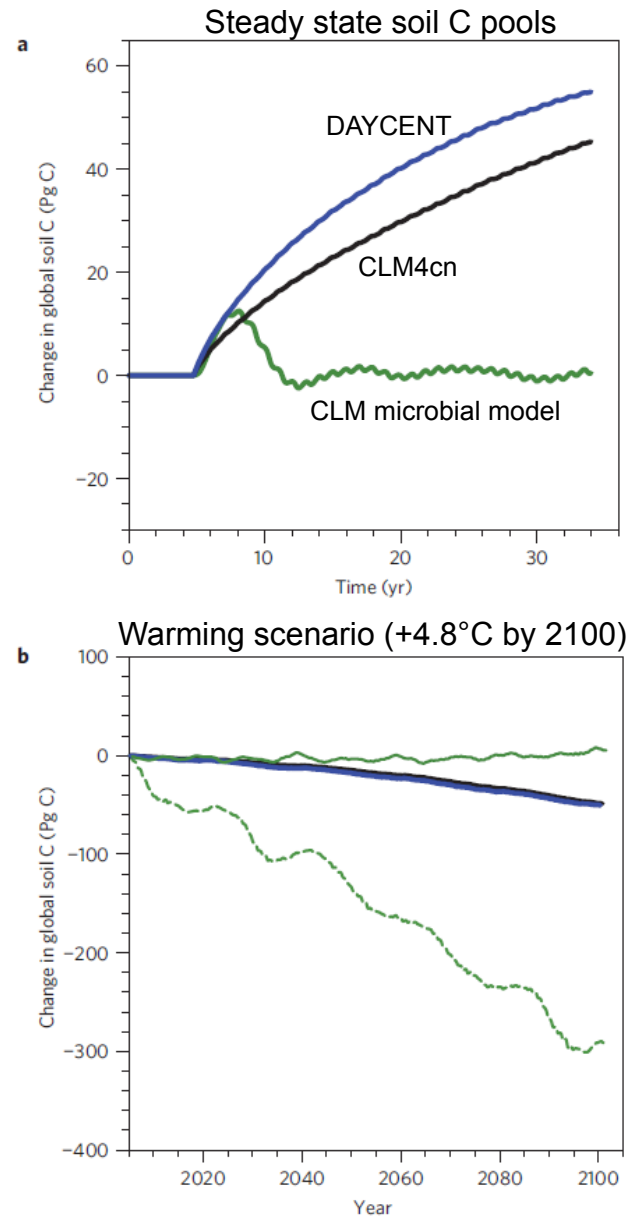 Steady state soil C pools
a
60
40
20
0
−20
Change in global soil C (Pg C)
DAYCENT
CLM4cn
CLM microbial model
0 10 20 30
Time (yr)
Warming scenario (+4.8°C by 2100)
b
100
0
−100
−200
−300
−400
Change in global soil C (Pg C)
2020 2040 2060 2080 2100
Year